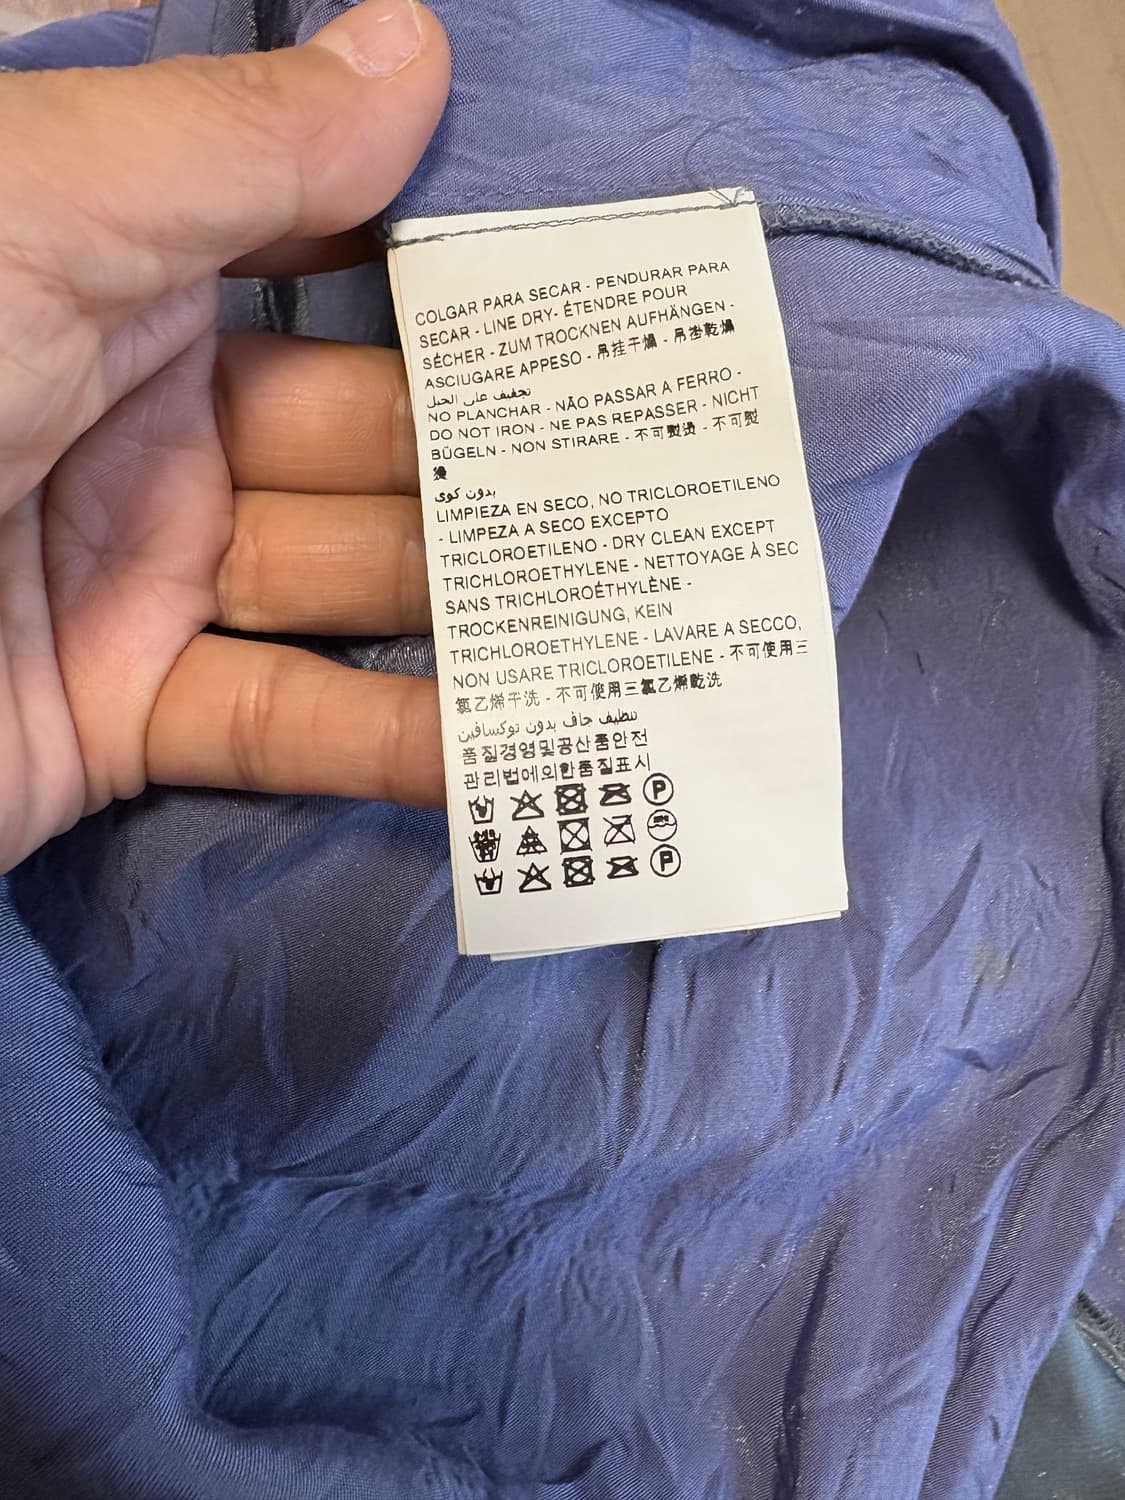 COLGAR PARA SECAR - PENDURAR PARA
SECAR - LINE DRY- ÉTENDRE POUR
SÉCHER - ZUM TROCKNEN AUFHÄNGEN -
ASCIUGARE APPESO - 吊挂干燥 - 吊掛乾燥
تجفيف على الحبل
NO PLANCHAR - NÃO PASSAR A FERRO -
DO NOT IRON - NE PAS REPASSER - NICHT
BÜGELN - NON STIRARE - 不可熨烫 - 不可熨
燙
بدون كوى
LIMPIEZA EN SECO, NO TRICLOROETILENO
- LIMPEZA A SECO EXCEPTO
TRICLOROETILENO - DRY CLEAN EXCEPT
TRICHLOROETHYLENE - NETTOYAGE À SEC
SANS TRICHLOROÉTHYLÈNE -
TROCKENREINIGUNG, KEIN
TRICHLOROETHYLENE - LAVARE A SECCO,
NON USARE TRICLOROETILENE - 不可使用三
氯乙烯干洗 - 不可使用三氯乙烯乾洗
تنظيف جاف بدون توكسافين
품질경영및공산품안전
관리법에의한품질표시
P
P